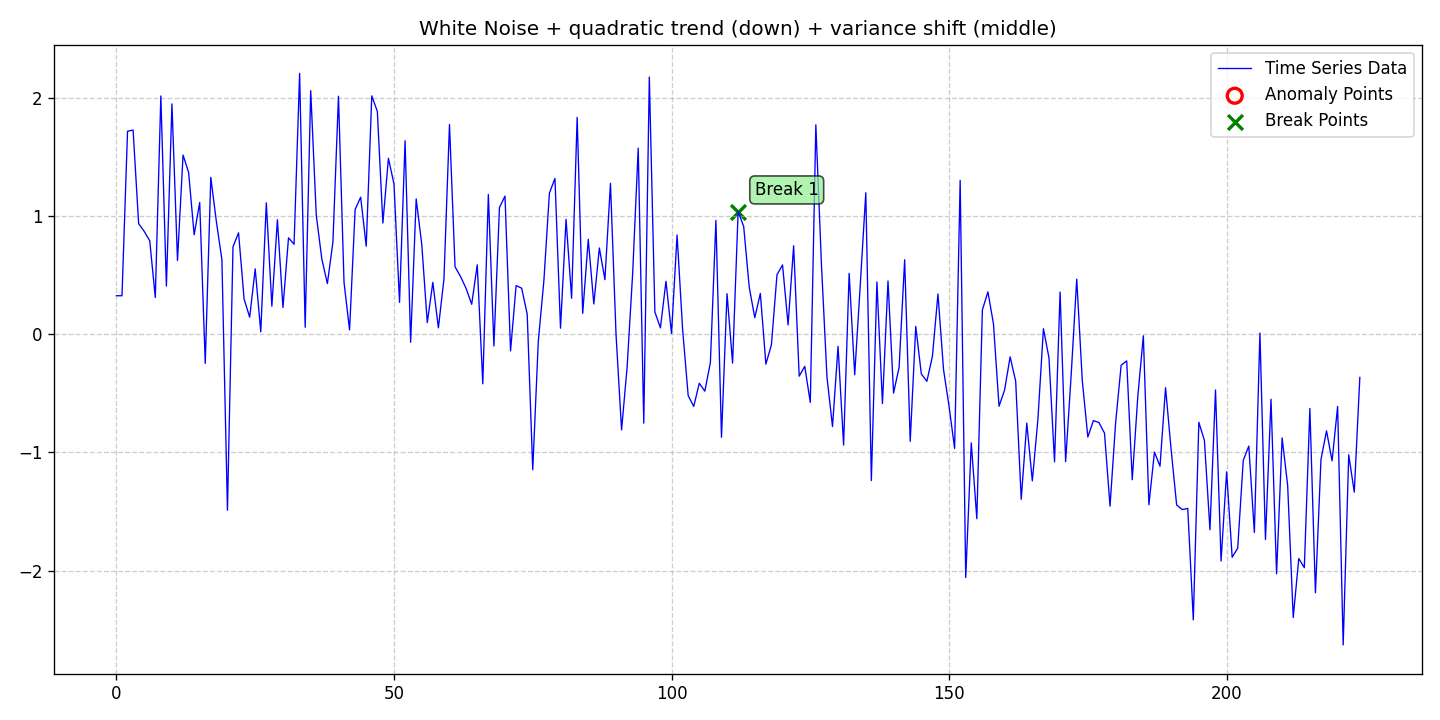 White Noise + quadratic trend (down) + variance shift (middle)
Time Series Data
Anomaly Points
Break Points
Break 1
2
1
0
−1
−2
0
50
100
150
200